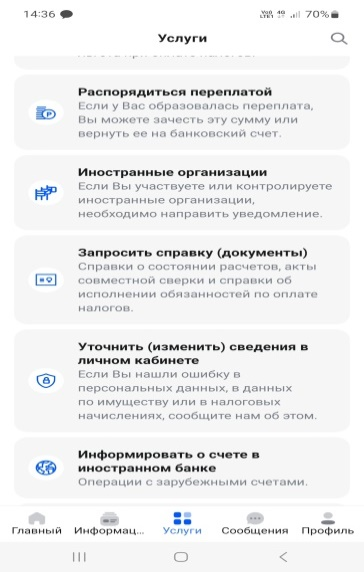 14:36 70%
Услуги
Распорядиться переплатой
Если у Вас образовалась переплата,
Вы можете зачесть эту сумму или
вернуть ее на банковский счет.
Иностранные организации
Если Вы участвуете или контролируете
иностранные организации,
необходимо направить уведомление.
Запросить справку (документы)
Справки о состоянии расчетов, акты
совместной сверки и справки об
исполнении обязанностей по оплате
налогов.
Уточнить (изменить) сведения в
личном кабинете
Если Вы нашли ошибку в
персональных данных, в данных
по имуществу или в налоговых
начислениях, сообщите нам об этом.
Информировать о счете в
иностранном банке
Операции с зарубежными счетами.
Главный Информац... Услуги Сообщения Профиль